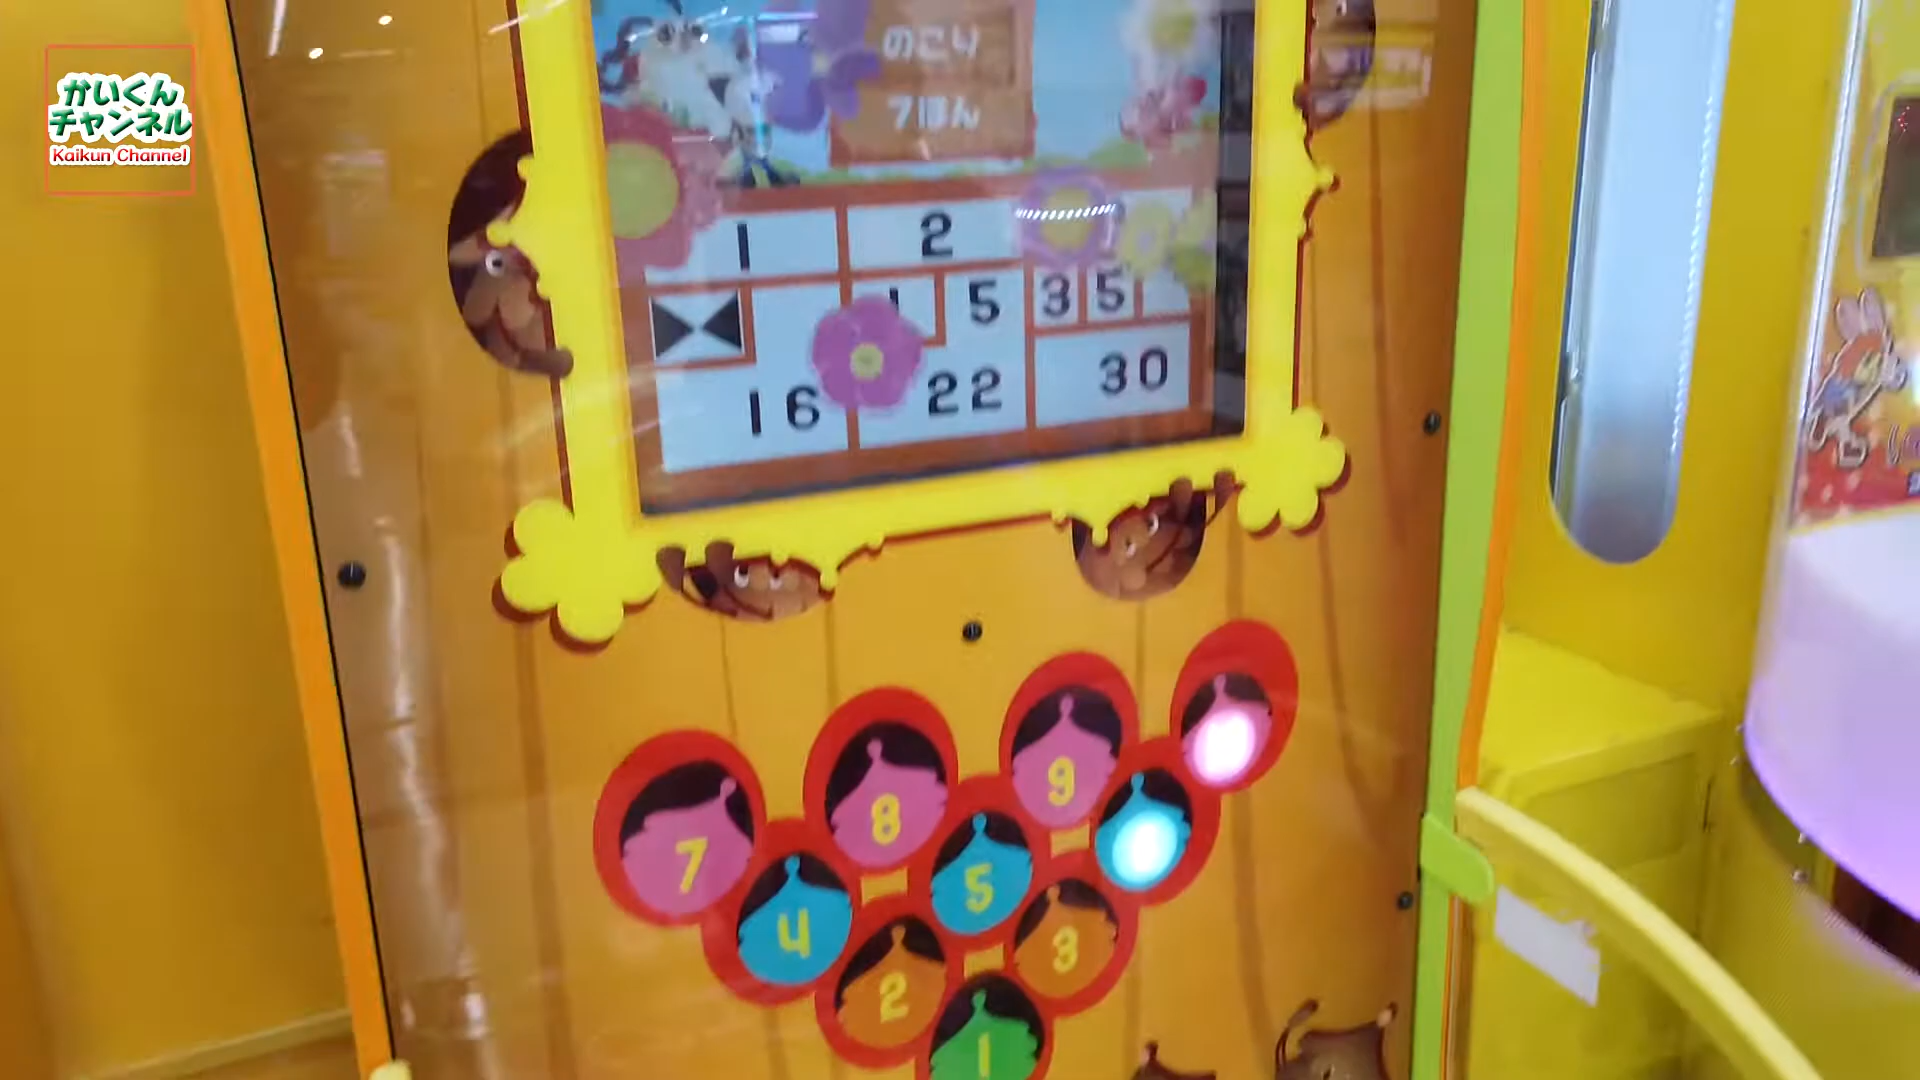 かいくん
チャンネル
Kaikun Channel
のこり
7ほん
1 2
5 3 5
16 22 30
7 8 9
4 5
2 3
1